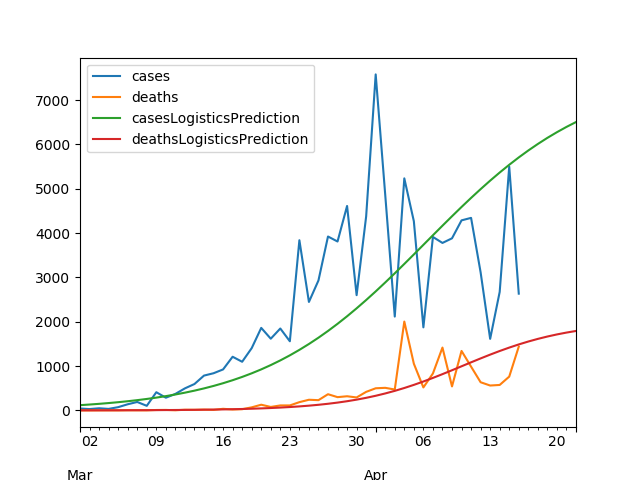 cases
deaths
casesLogisticsPrediction
deathsLogisticsPrediction
7000
6000
5000
4000
3000
2000
1000
0
02 09 16 23 30 06 13 20
Mar Apr